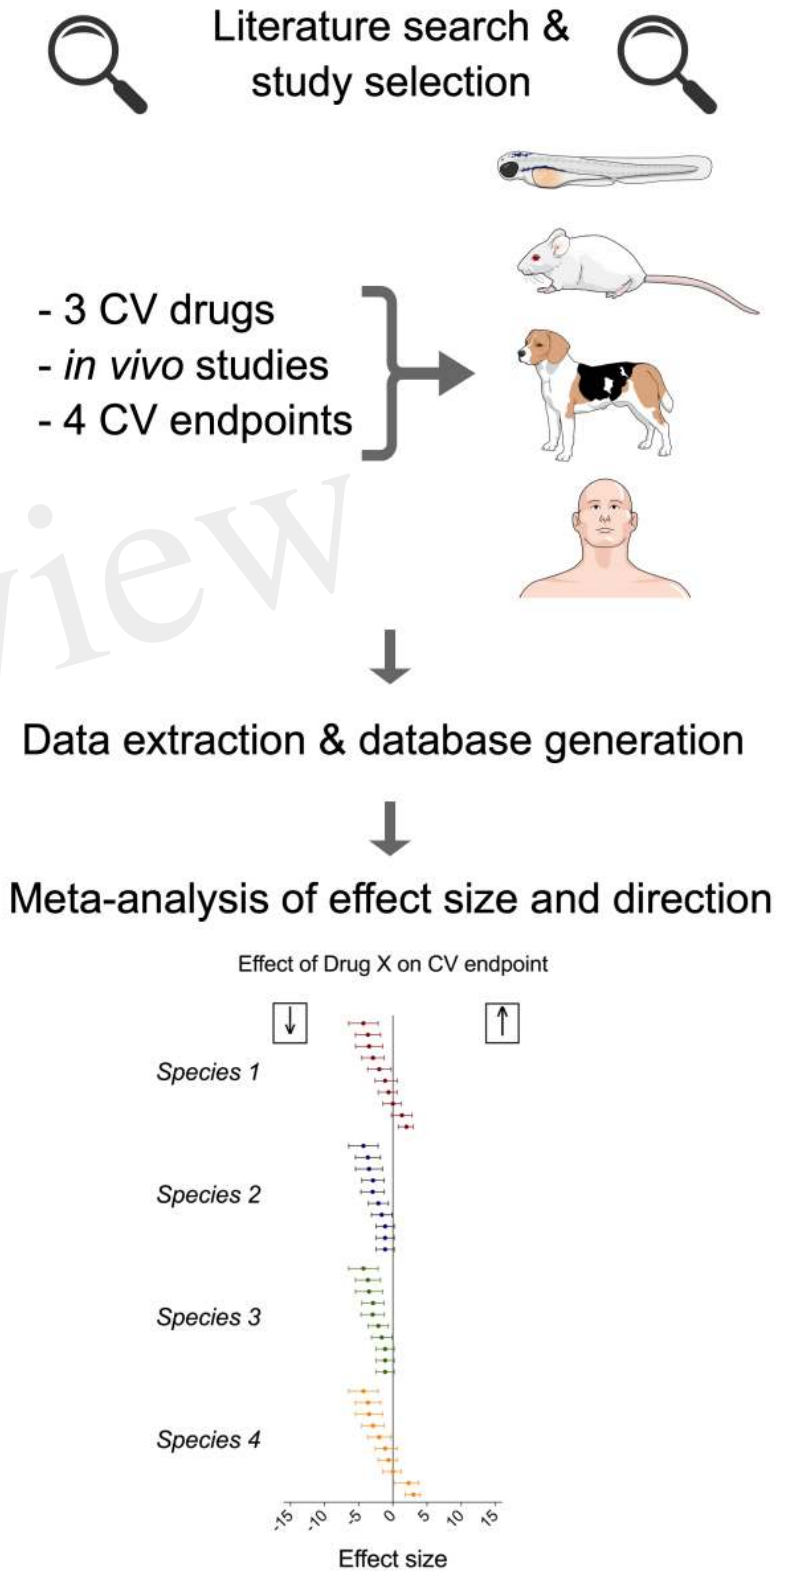 Literature search &
study selection
- 3 CV drugs
- in vivo studies
- 4 CV endpoints
view
Data extraction & database generation
Meta-analysis of effect size and direction
Effect of Drug X on CV endpoint
↓ ↑
Species 1
Species 2
Species 3
Species 4
-15 -10 -5 0 5 10 15
Effect size